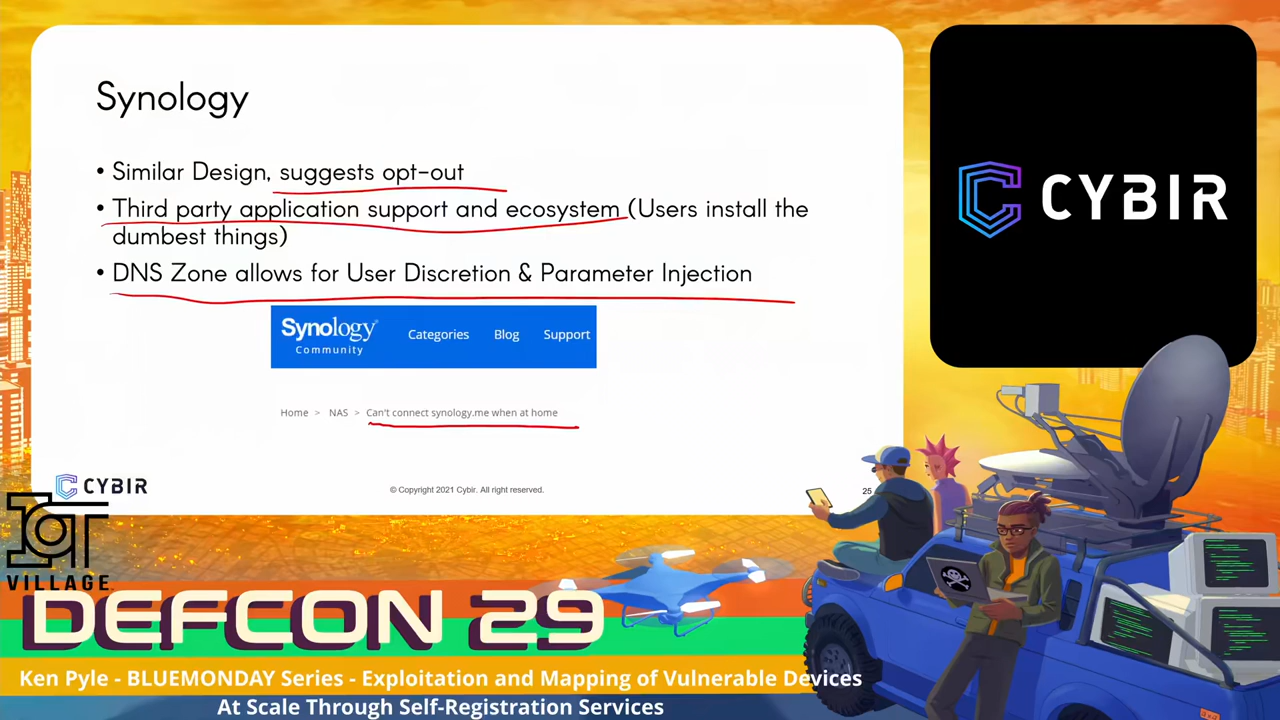 Synology
• Similar Design, suggests opt-out
• Third party application support and ecosystem (Users install the
dumbest things)
• DNS Zone allows for User Discretion & Parameter Injection
Synology
Community
Categories Blog Support
Home > NAS > Can't connect synology.me when at home
CYBIR
© Copyright 2021 Cybir. All right reserved.
25
CYBIR
IoT
VILLAGE
DEFCON 29
Ken Pyle - BLUEMONDAY Series - Exploitation and Mapping of Vulnerable Devices
At Scale Through Self-Registration Services